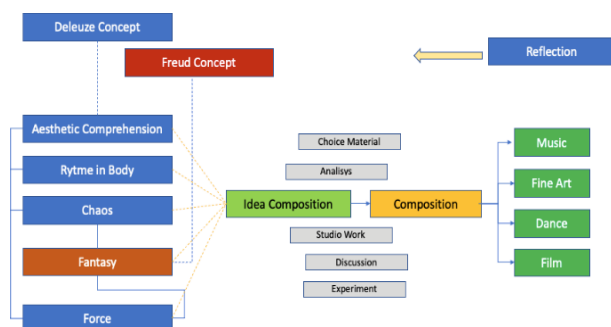 Deleuze Concept
Freud Concept
Reflection
Aesthetic Comprehension
Rytme in Body
Chaos
Fantasy
Force
Choice Material
Analisys
Idea Composition
Composition
Studio Work
Discussion
Experiment
Music
Fine Art
Dance
Film